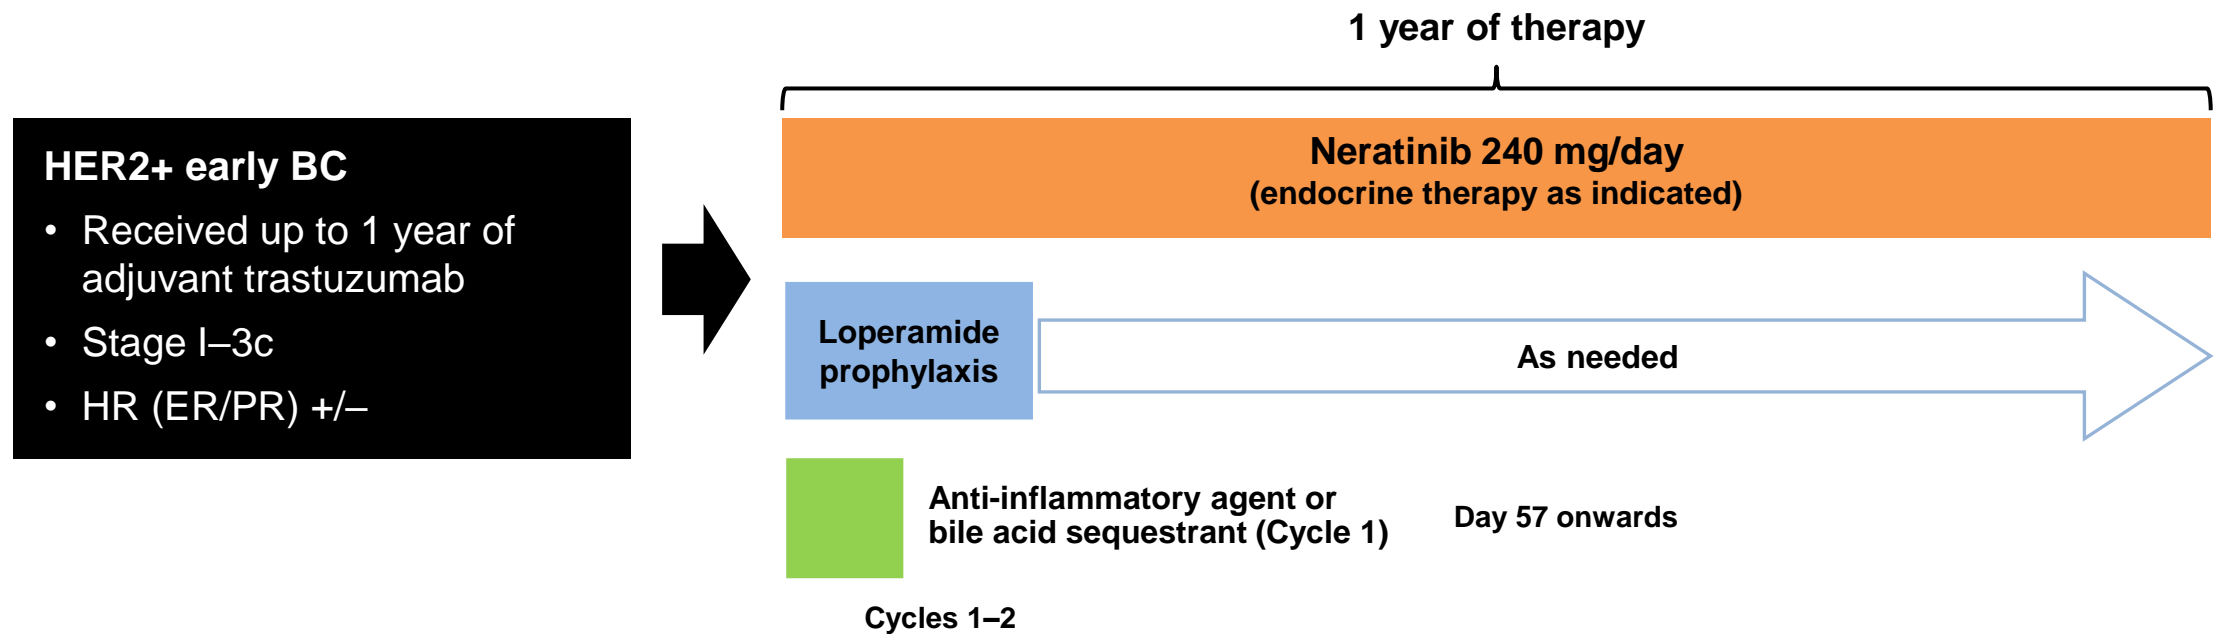 1 year of therapy
HER2+ early BC
• Received up to 1 year of
adjuvant trastuzumab
• Stage I–3c
• HR (ER/PR) +/–
Neratinib 240 mg/day
(endocrine therapy as indicated)
Loperamide
prophylaxis
As needed
Anti-inflammatory agent or
bile acid sequestrant (Cycle 1)
Day 57 onwards
Cycles 1–2